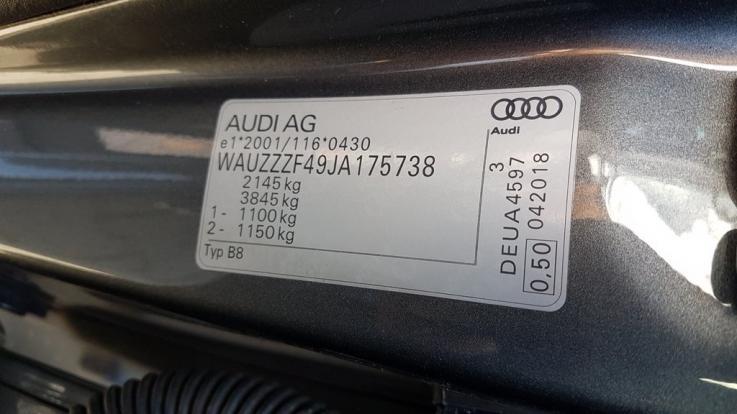 AUDI AG
e1*2001/116*0430
WAUZZZF49JA175738
2145 kg
3845 kg
1 - 1100 kg
2 - 1150 kg
Typ B8
Audi
3
DEUA4597
0,50 042018